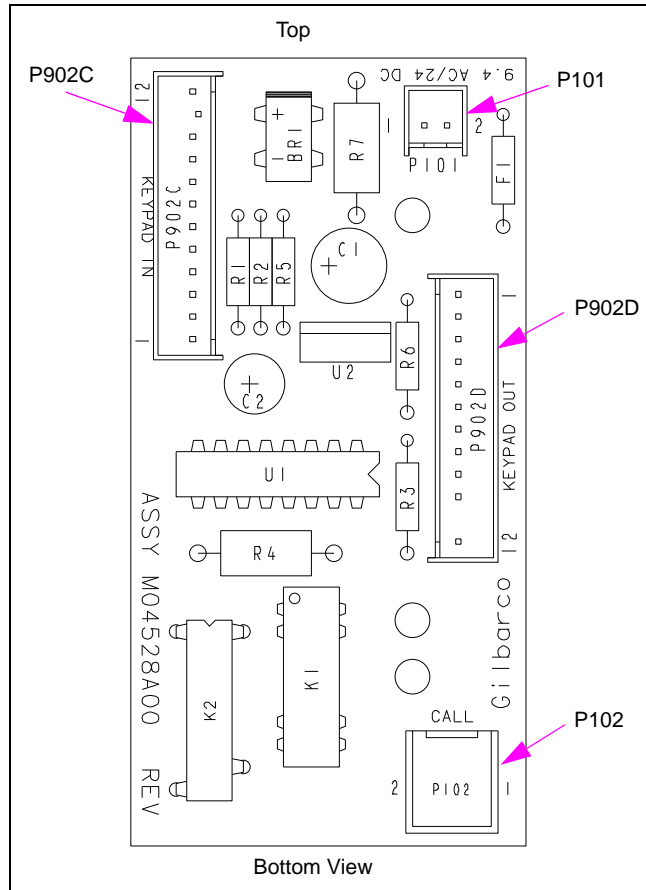 Top
P902C
P101
P902D
P102
9.4 AC/24 DC
12
KEYPAD IN
P902C
1
+
-
BR1
R7
1
2
P101
F1
R1
R2
R5
+
C1
U2
+
C2
R6
1
P902D
KEYPAD OUT
12
U1
R3
R4
ASSY M04528A00 REV
K2
K1
Gilbarco
CALL
2
P102
1
Bottom View